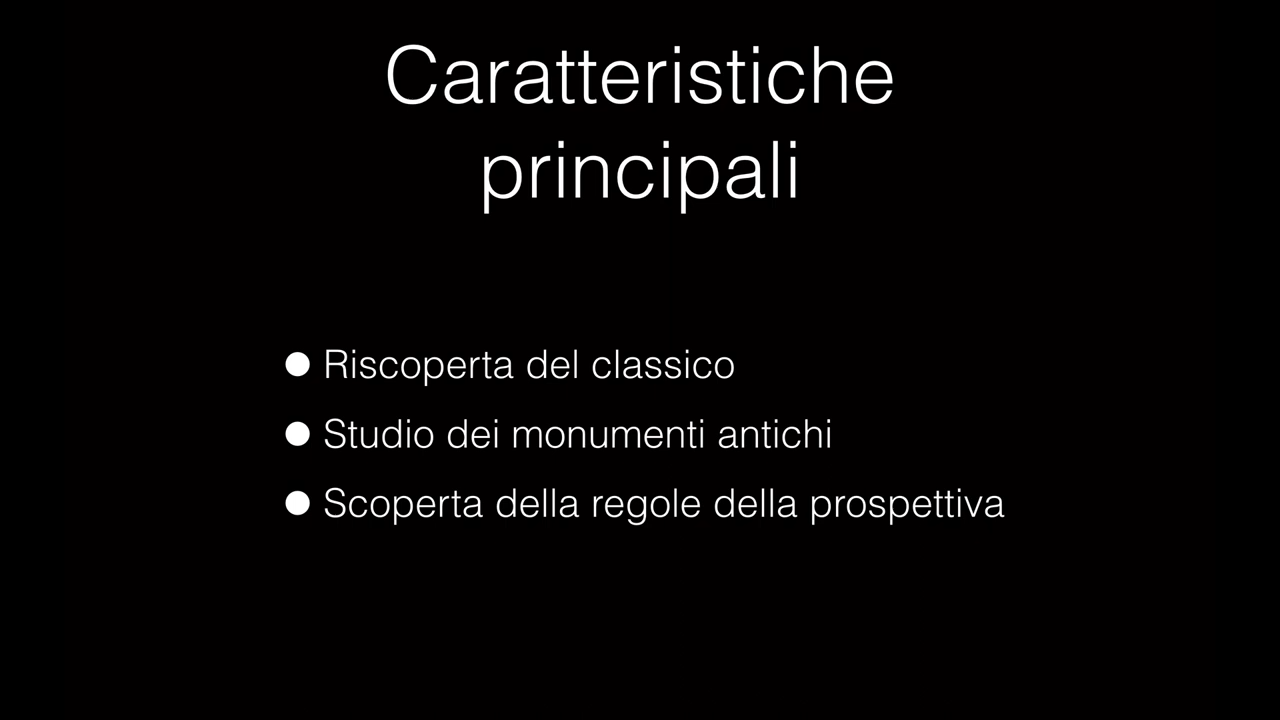 Caratteristiche
principali
● Riscoperta del classico
● Studio dei monumenti antichi
● Scoperta della regole della prospettiva